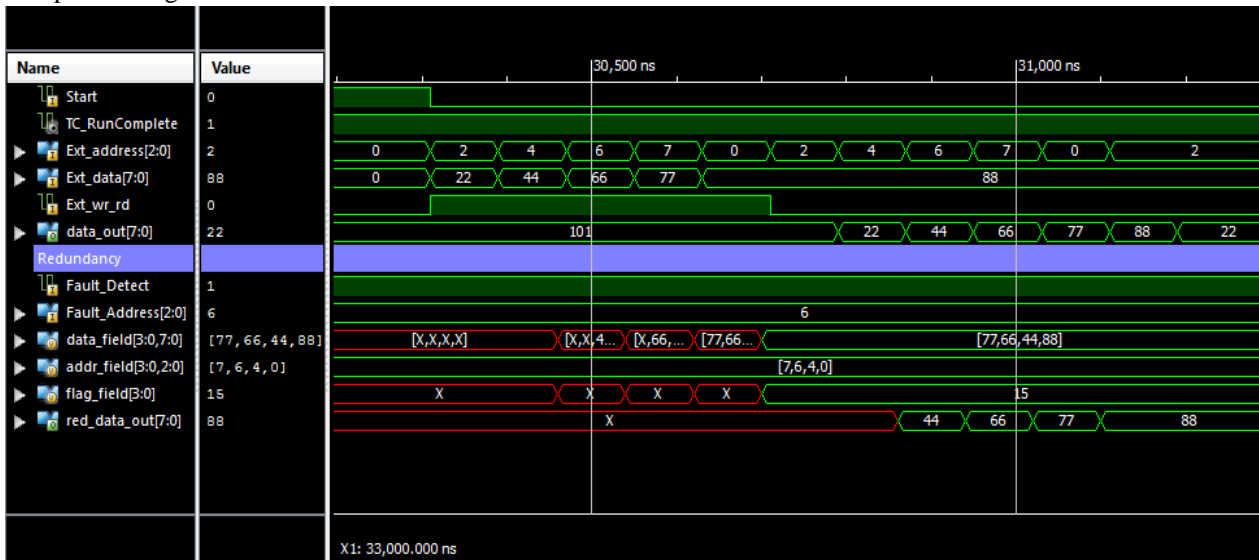 Name Value 30,500 ns 31,000 ns
Start 0
TC_RunComplete 1
Ext_address[2:0] 2 0 2 4 6 7 0 2 4 6 7 0 2
Ext_data[7:0] 88 0 22 44 66 77 88
Ext_wr_rd 0
data_out[7:0] 22 101 22 44 66 77 88 22
Redundancy
Fault_Detect 1
Fault_Address[2:0] 6 6
data_field[3:0,7:0] [77,66,44,88] [X,X,X,X] [X,X,4... [X,66,... [77,66... [77,66,44,88]
addr_field[3:0,2:0] [7,6,4,0] [7,6,4,0]
flag_field[3:0] 15 X X X X 15
red_data_out[7:0] 88 X 44 66 77 88
X1: 33,000.000 ns